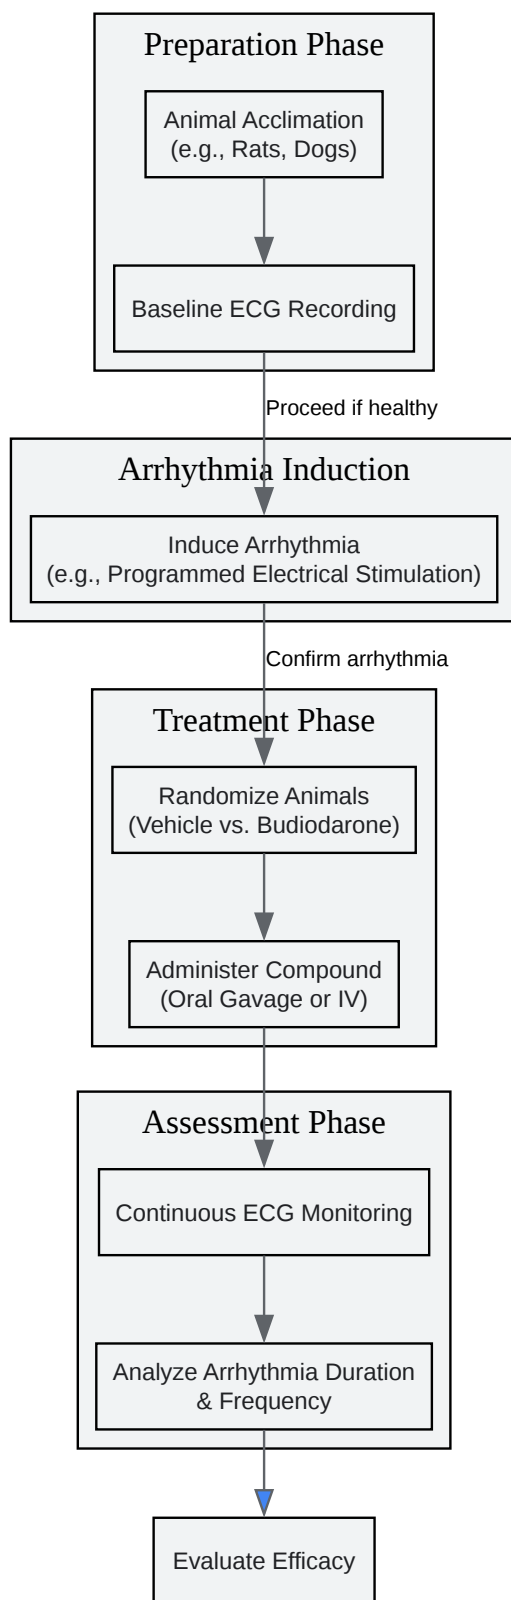 Preparation Phase
Animal Acclimation
(e.g., Rats, Dogs)
Baseline ECG Recording
Proceed if healthy
Arrhythmia Induction
Induce Arrhythmia
(e.g., Programmed Electrical Stimulation)
Confirm arrhythmia
Treatment Phase
Randomize Animals
(Vehicle vs. Budiodarone)
Administer Compound
(Oral Gavage or IV)
Assessment Phase
Continuous ECG Monitoring
Analyze Arrhythmia Duration
& Frequency
Evaluate Efficacy